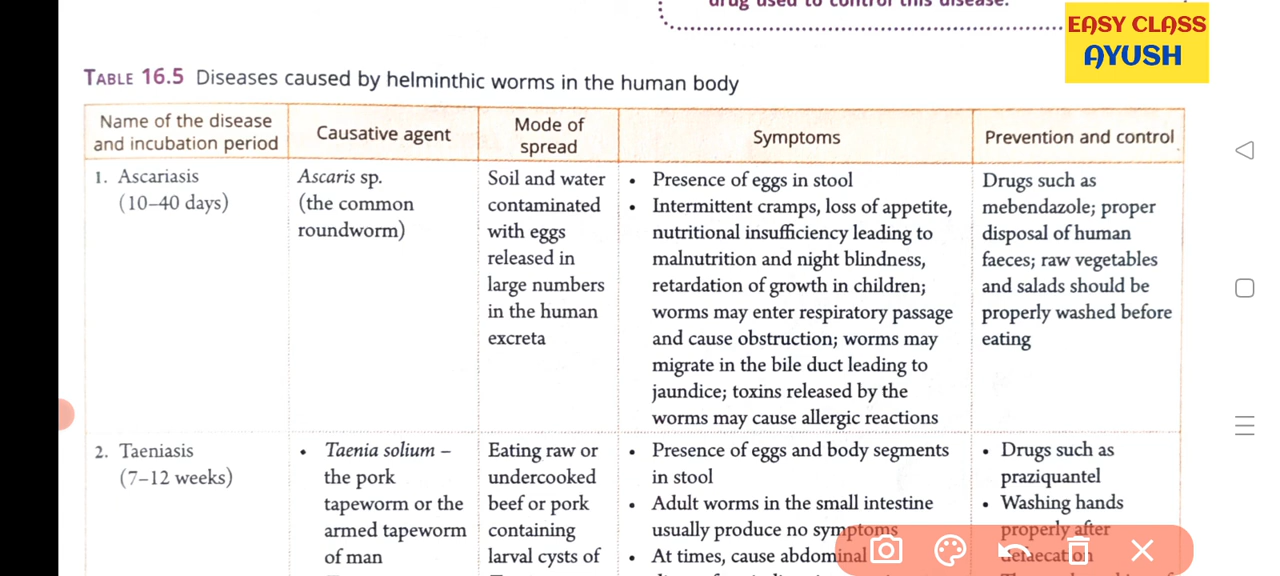 drug used to control this disease.
EASY CLASS
AYUSH
TABLE 16.5 Diseases caused by helminthic worms in the human body
Name of the disease
and incubation period
Causative agent
Mode of
spread
Symptoms
Prevention and control
1. Ascariasis
(10–40 days)
Ascaris sp.
(the common
roundworm)
Soil and water
contaminated
with eggs
released in
large numbers
in the human
excreta
• Presence of eggs in stool
• Intermittent cramps, loss of appetite,
nutritional insufficiency leading to
malnutrition and night blindness,
retardation of growth in children;
worms may enter respiratory passage
and cause obstruction; worms may
migrate in the bile duct leading to
jaundice; toxins released by the
worms may cause allergic reactions
Drugs such as
mebendazole; proper
disposal of human
faeces; raw vegetables
and salads should be
properly washed before
eating
2. Taeniasis
(7–12 weeks)
• Taenia solium –
the pork
tapeworm or the
armed tapeworm
of man
Eating raw or
undercooked
beef or pork
containing
larval cysts of
• Presence of eggs and body segments
in stool
• Adult worms in the small intestine
usually produce no symptoms
• At times, cause abdominal
• Drugs such as
praziquantel
• Washing hands
properly after
defaecation